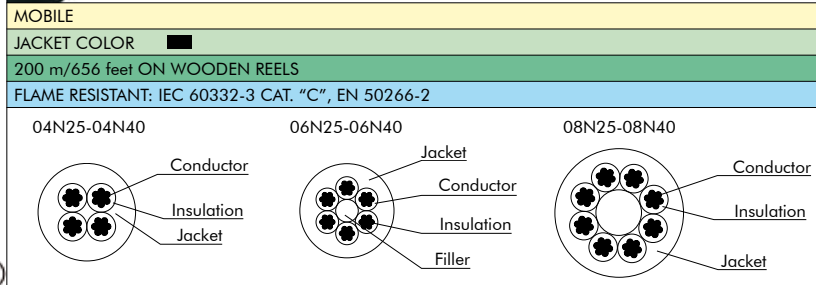 MOBILE
JACKET COLOR
200 m/656 feet ON WOODEN REELS
FLAME RESISTANT: IEC 60332-3 CAT. “C”, EN 50266-2
04N25-04N40
Conductor
Insulation
Jacket
06N25-06N40
Jacket
Conductor
Insulation
Filler
08N25-08N40
Conductor
Insulation
Jacket